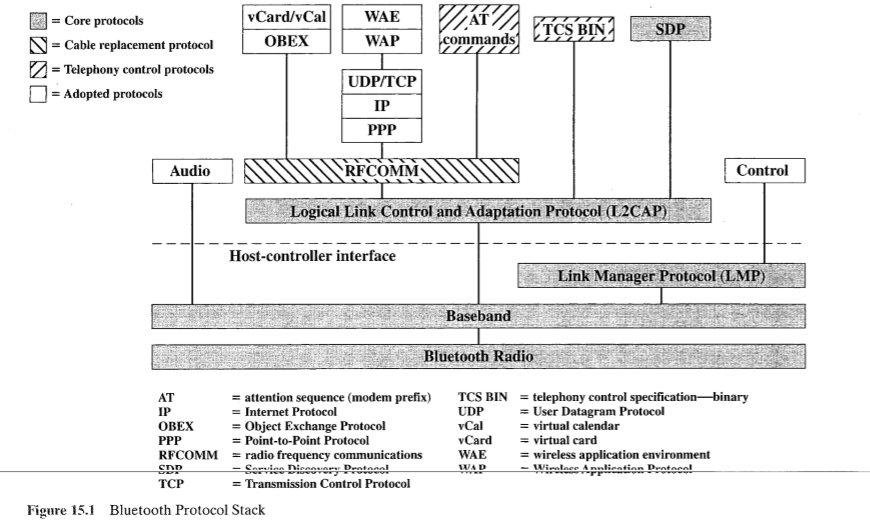 = Core protocols
= Cable replacement protocol
= Telephony control protocols
= Adopted protocols
vCard/vCal
OBEX
WAE
WAP
UDP/TCP
IP
PPP
AT
commands
TCS BIN
SDP
Audio
RFCOMM
Control
Logical Link Control and Adaptation Protocol (L2CAP)
Host-controller interface
Link Manager Protocol (LMP)
Baseband
Bluetooth Radio
AT = attention sequence (modem prefix)
IP = Internet Protocol
OBEX = Object Exchange Protocol
PPP = Point-to-Point Protocol
RFCOMM = radio frequency communications
SDP = Service Discovery Protocol
TCP = Transmission Control Protocol
TCS BIN = telephony control specification—binary
UDP = User Datagram Protocol
vCal = virtual calendar
vCard = virtual card
WAE = wireless application environment
WAP = Wireless Application Protocol
Figure 15.1 Bluetooth Protocol Stack